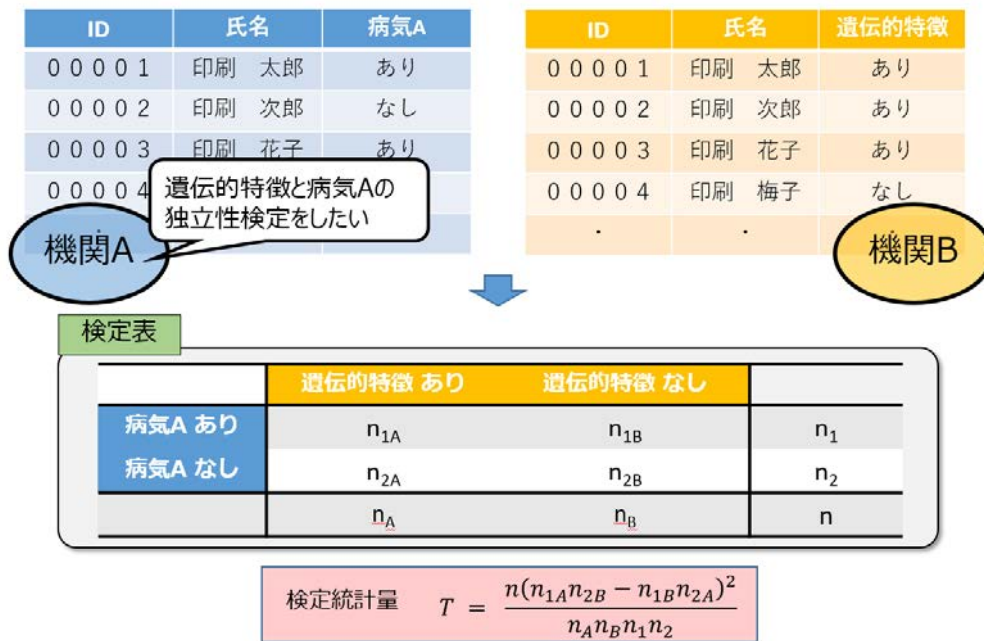 ID 氏名 病気A
００００１ 印刷　太郎 あり
００００２ 印刷　次郎 なし
００００３ 印刷　花子 あり
００００４
遺伝的特徴と病気Aの
独立性検定をしたい
機関A
ID 氏名 遺伝的特徴
００００１ 印刷　太郎 あり
００００２ 印刷　次郎 あり
００００３ 印刷　花子 あり
００００４ 印刷　梅子 なし
・ ・
機関B
検定表
遺伝的特徴 あり 遺伝的特徴 なし
病気A あり n1A n1B n1
病気A なし n2A n2B n2
nA nB n
検定統計量 T = n(n1An2B − n1Bn2A)² / nAnBn1n2